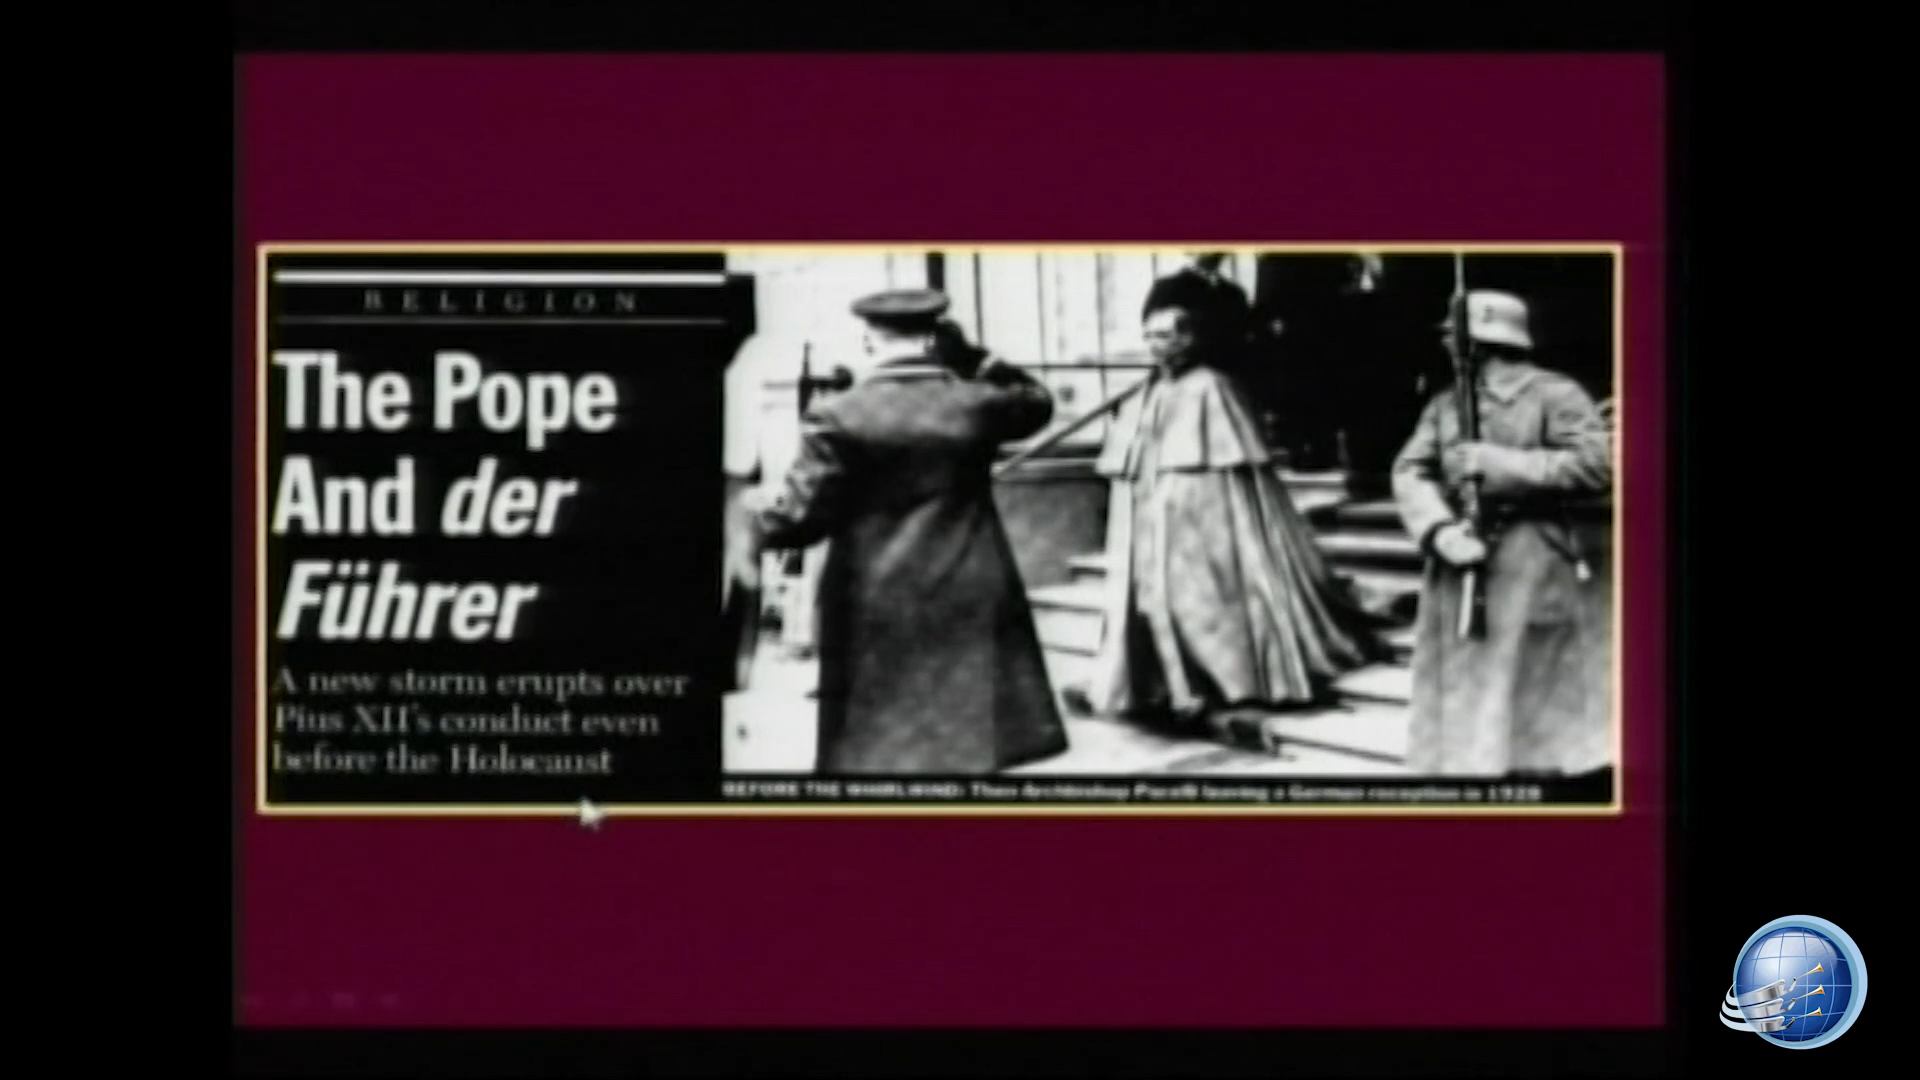 RELIGION
The Pope
And der
Führer
A new storm erupts over
Pius XII's conduct even
before the Holocaust
BEFORE THE WHIRLWIND: Then Archbishop Pacelli leaving a German reception in 1928